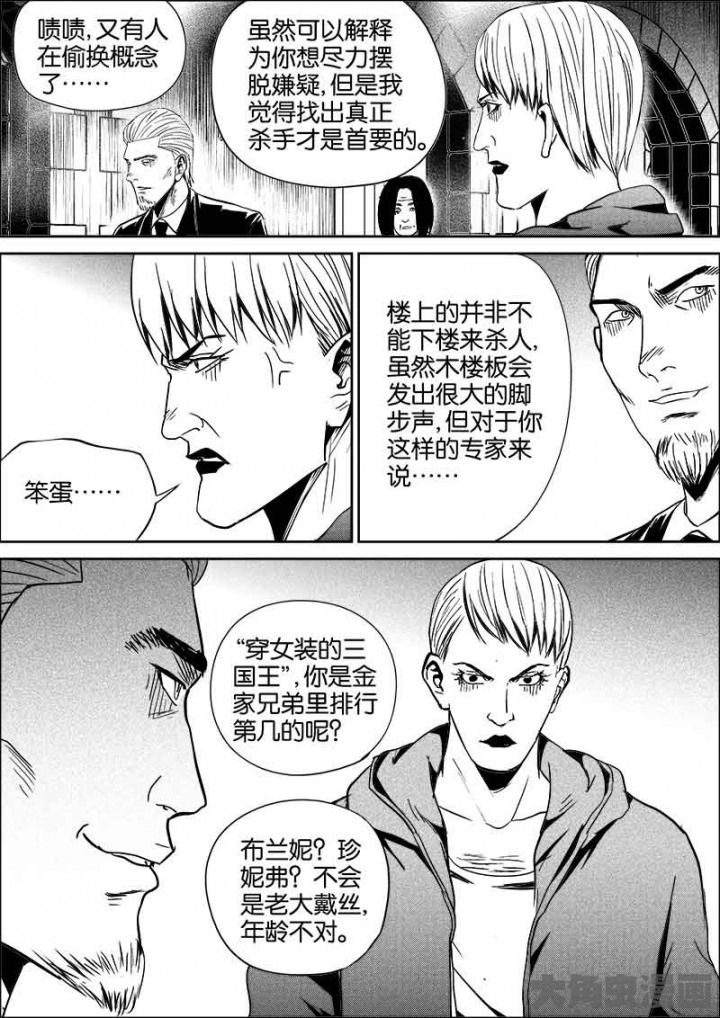 啧啧,又有人
在偷换概念
了……
虽然可以解释
为你想尽力摆
脱嫌疑,但是我
觉得找出真正
杀手才是首要的。
笨蛋……
楼上的并非不
能下楼来杀人,
虽然木楼板会
发出很大的脚
步声,但对于你
这样的专家来
说……
“穿女装的三
国王”,你是金
家兄弟里排行
第几的呢?
布兰妮?珍
妮弗?不会
是老大戴丝,
年龄不对。
大角虫漫画